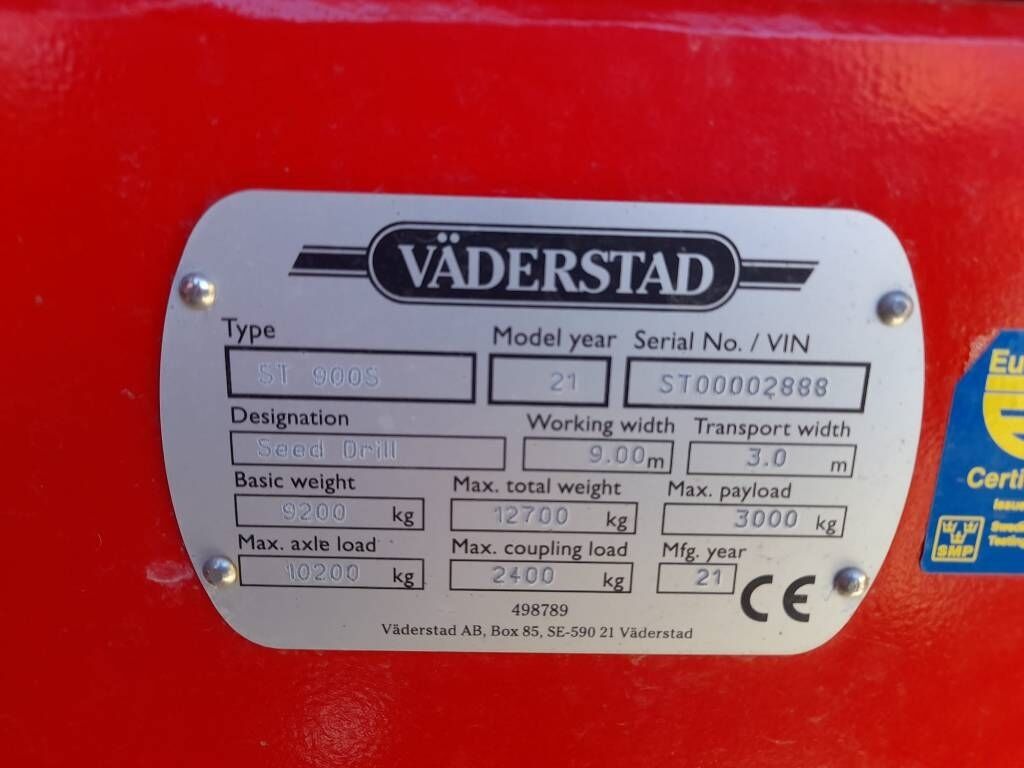 VÄDERSTAD
Type Model year Serial No. / VIN
ST 900S 21 ST00002888
Designation Working width Transport width
Seed Drill 9.00 m 3.0 m
Basic weight Max. total weight Max. payload
9200 kg 12700 kg 3000 kg
Max. axle load Max. coupling load Mfg. year
10200 kg 2400 kg 21 CE
498789
Väderstad AB, Box 85, SE-590 21 Väderstad
Eu
Certi
SMP